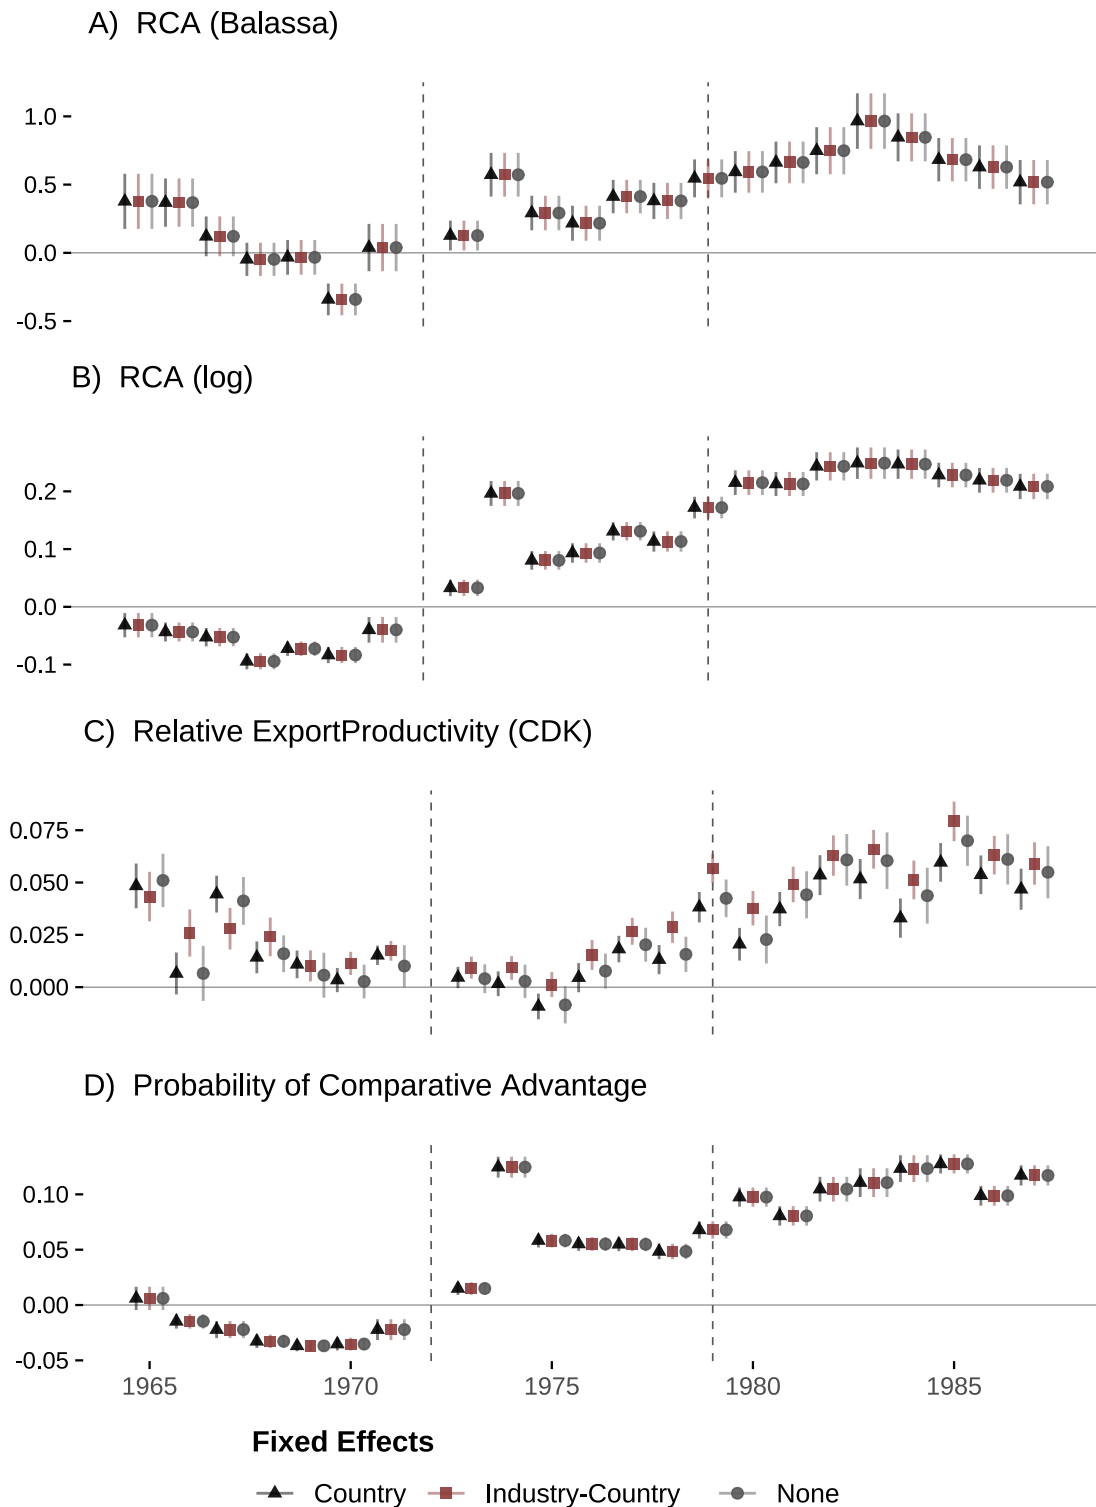 A) RCA (Balassa)
1.0
0.5
0.0
-0.5
B) RCA (log)
0.2
0.1
0.0
-0.1
C) Relative ExportProductivity (CDK)
0.075
0.050
0.025
0.000
D) Probability of Comparative Advantage
0.10
0.05
0.00
-0.05
1965 1970 1975 1980 1985
Fixed Effects
Country Industry-Country None